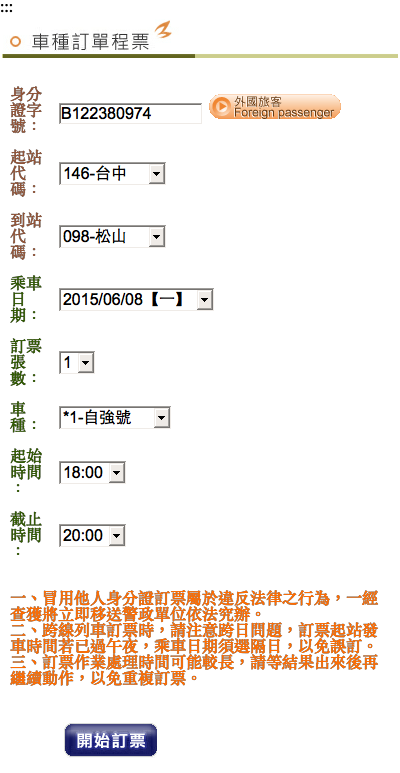 :::
車種訂單程票
身分
證字
號：
B122380974
外國旅客
Foreign passenger
起站
代
碼：
146-台中
到站
代
碼：
098-松山
乘車
日
期：
2015/06/08【一】
訂票
張
數：
1
車
種：
*1-自強號
起始
時間
：
18:00
截止
時間
：
20:00
一、冒用他人身分證訂票屬於違反法律之行為，一經
查獲將立即移送警政單位依法究辦。
二、跨線列車訂票時，請注意跨日問題，訂票起站發
車時間若已過午夜，乘車日期須選隔日，以免誤訂。
三、訂票作業處理時間可能較長，請等結果出來後再
繼續動作，以免重複訂票。
開始訂票